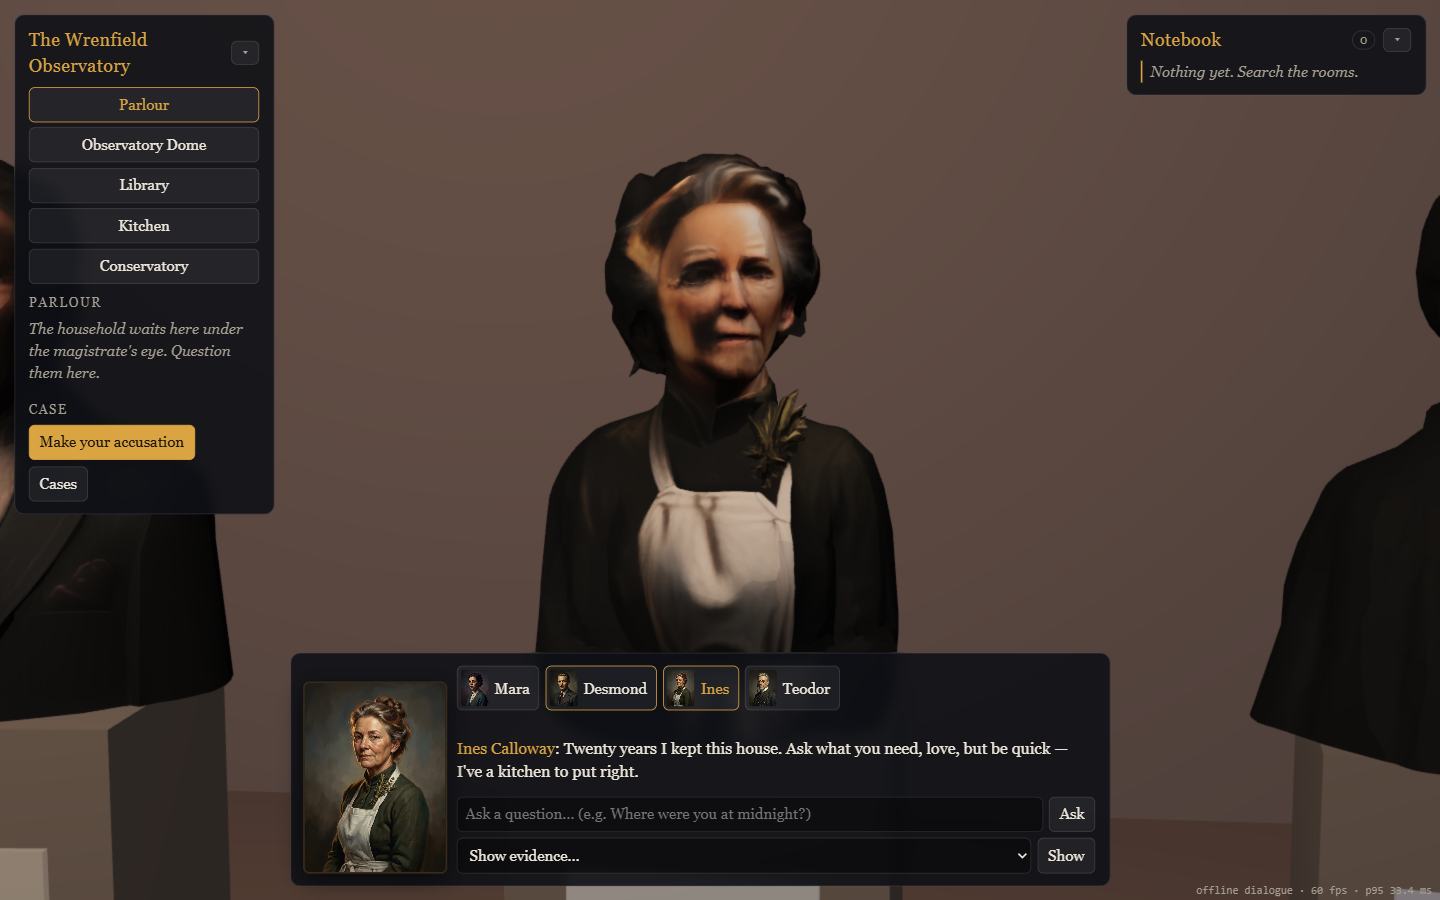 The Wrenfield
Observatory
Parlour
Observatory Dome
Library
Kitchen
Conservatory
PARLOUR
The household waits here under
the magistrate's eye. Question
them here.
CASE
Make your accusation
Cases
Notebook
0
Nothing yet. Search the rooms.
Mara
Desmond
Ines
Teodor
Ines Calloway: Twenty years I kept this house. Ask what you need, love, but be quick —
I've a kitchen to put right.
Ask a question... (e.g. Where were you at midnight?)
Ask
Show evidence...
Show
offline dialogue · 60 fps · p95 33.4 ms